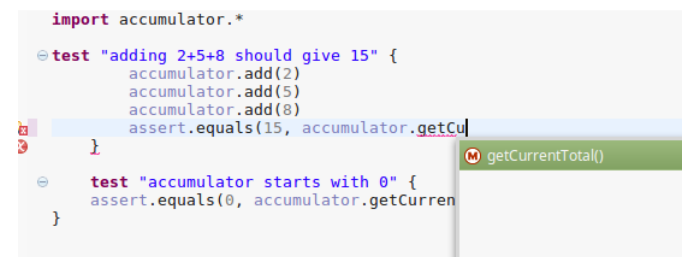 import accumulator.*
test "adding 2+5+8 should give 15" {
accumulator.add(2)
accumulator.add(5)
accumulator.add(8)
assert.equals(15, accumulator.getCu
}
M getCurrentTotal()
test "accumulator starts with 0" {
assert.equals(0, accumulator.getCurren
}